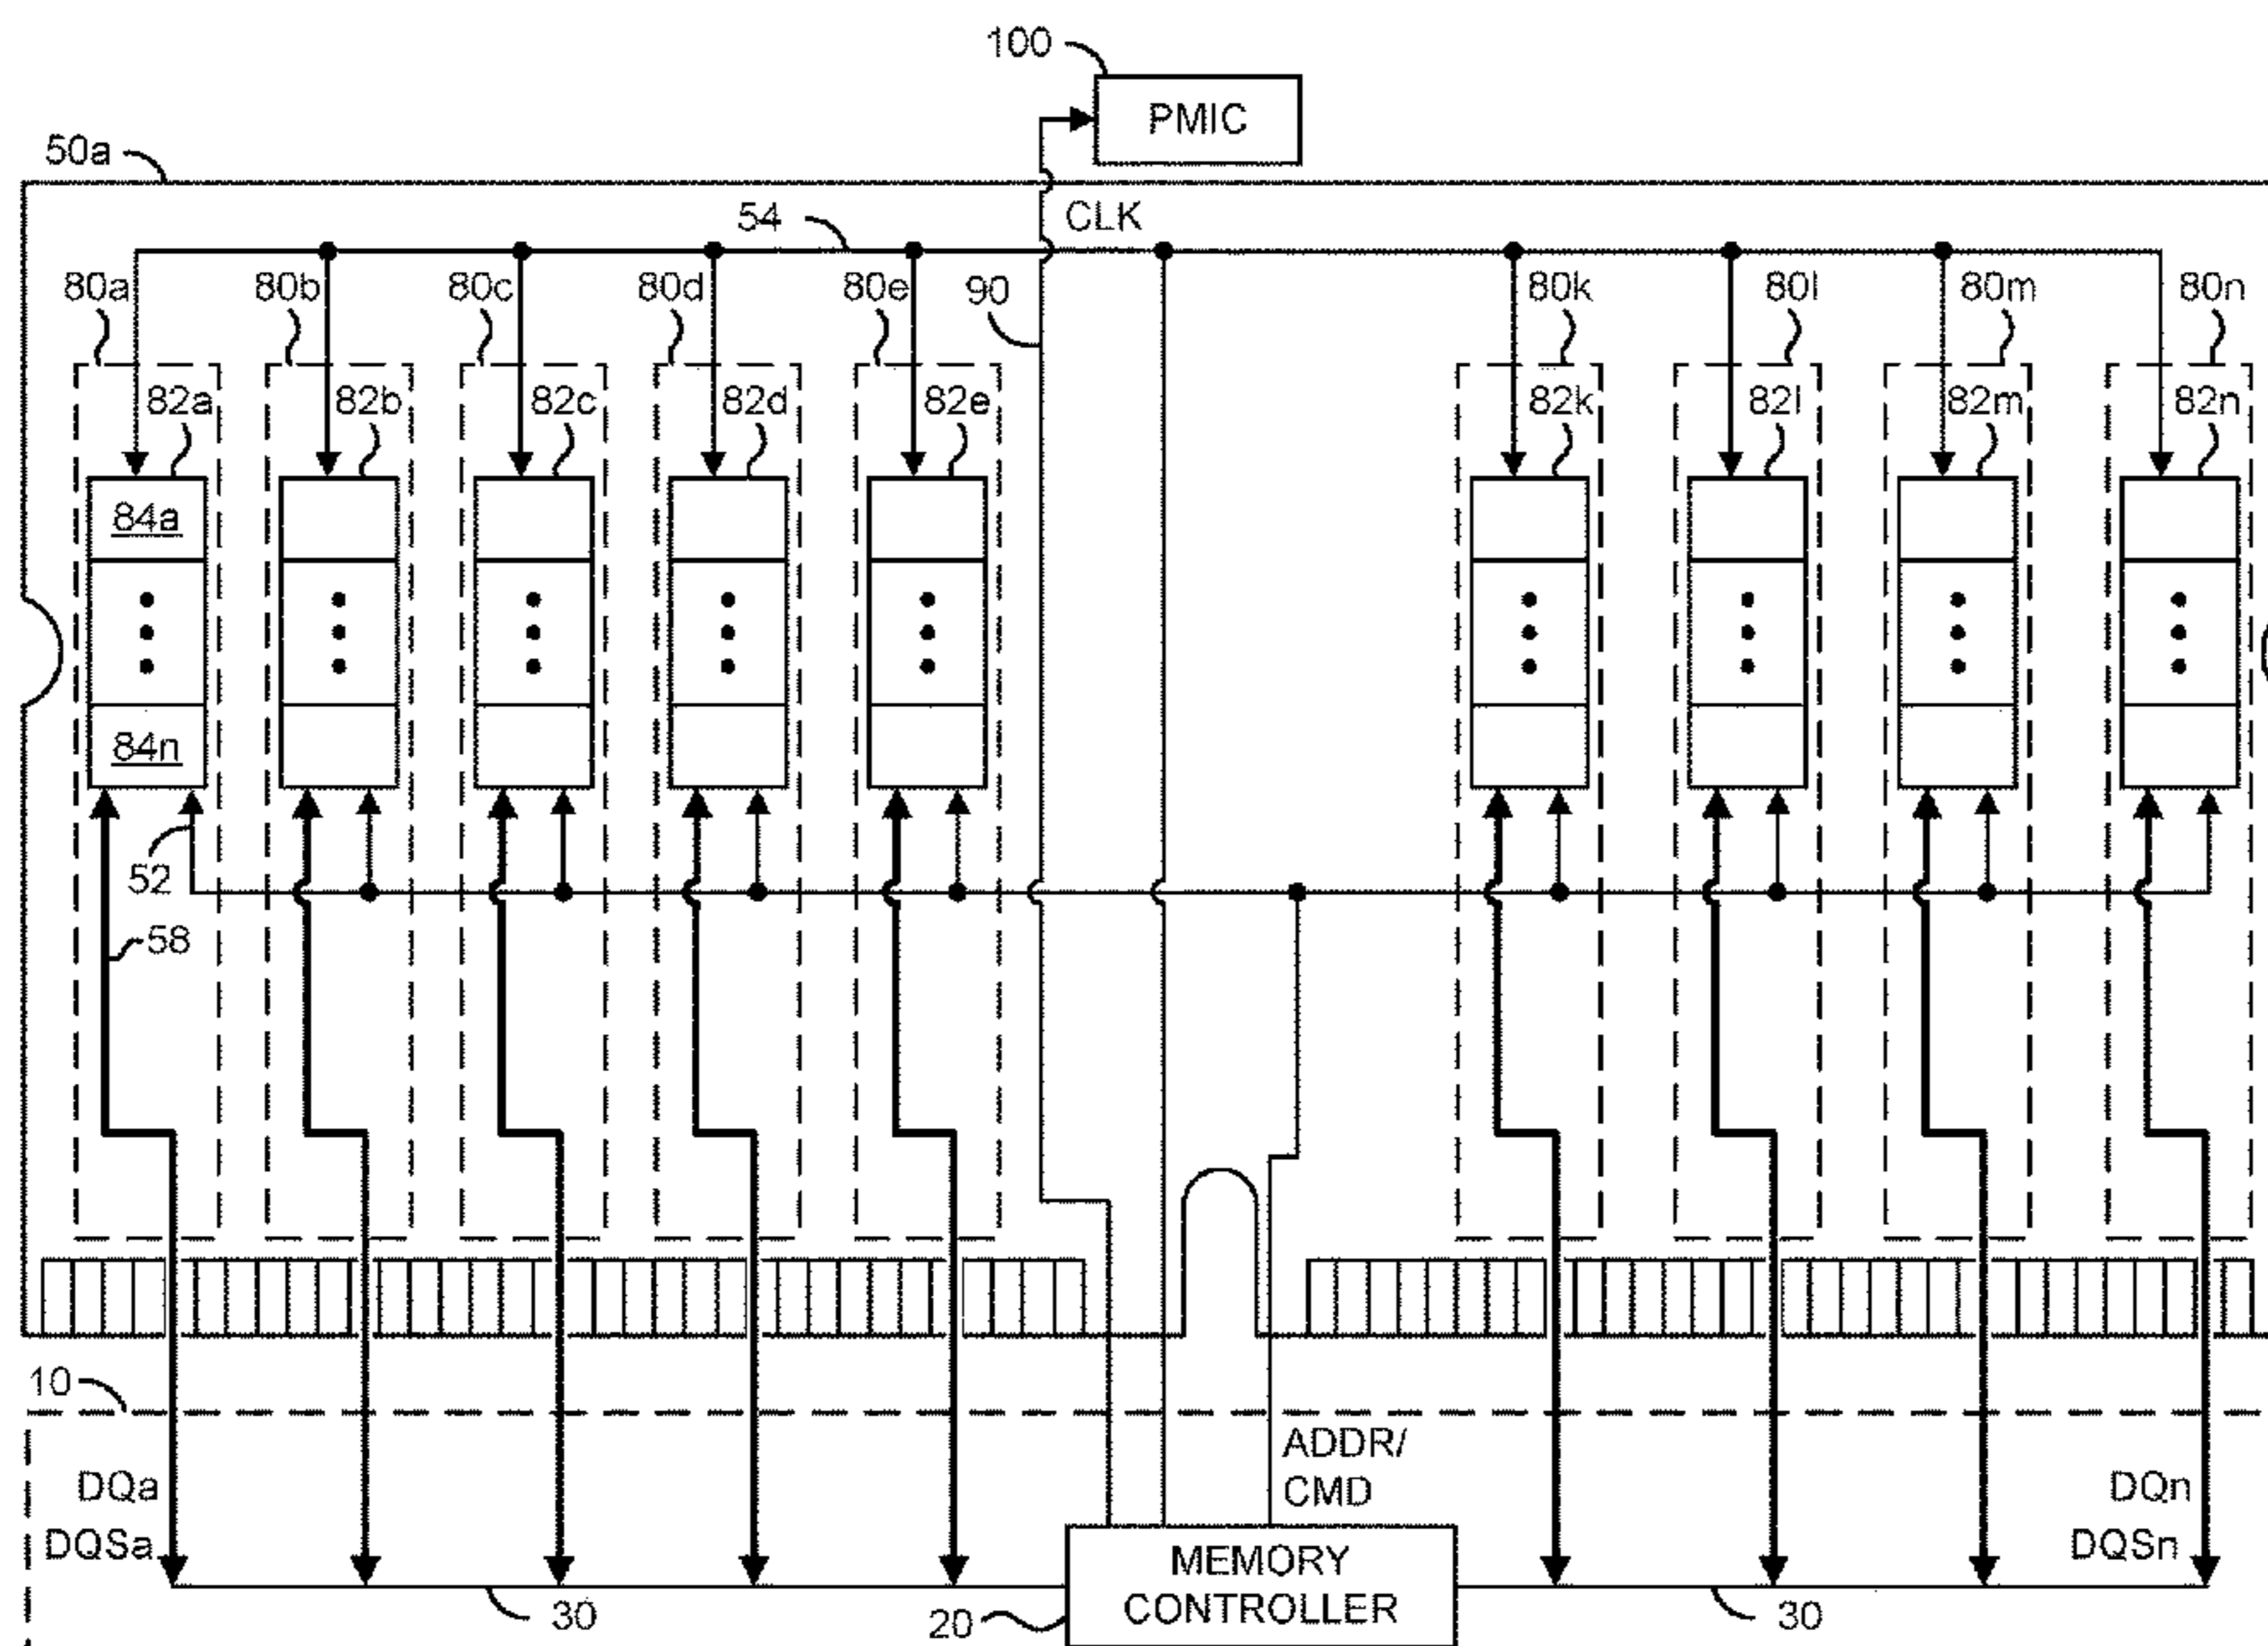 100
PMIC
50a
54
CLK
80a
80b
80c
80d
80e
90
80k
80l
80m
80n
82a
82b
82c
82d
82e
82k
82l
82m
82n
84a
84n
52
58
10
ADDR/
CMD
DQa
DQSa
DQn
DQSn
MEMORY
CONTROLLER
30
20
30